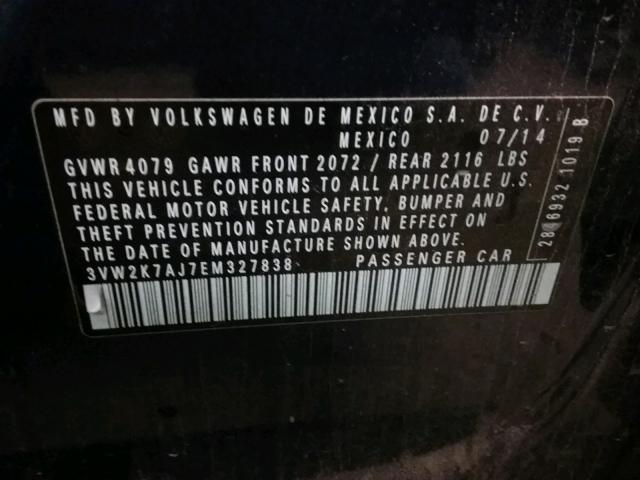 MFD BY VOLKSWAGEN DE MEXICO S.A. DE C.V.
MEXICO 07/14
GVWR 4079 GAWR FRONT 2072 / REAR 2116 LBS
THIS VEHICLE CONFORMS TO ALL APPLICABLE U.S.
FEDERAL MOTOR VEHICLE SAFETY, BUMPER AND
THEFT PREVENTION STANDARDS IN EFFECT ON
THE DATE OF MANUFACTURE SHOWN ABOVE.
3VW2K7AJ7EM327838 PASSENGER CAR
1019 B